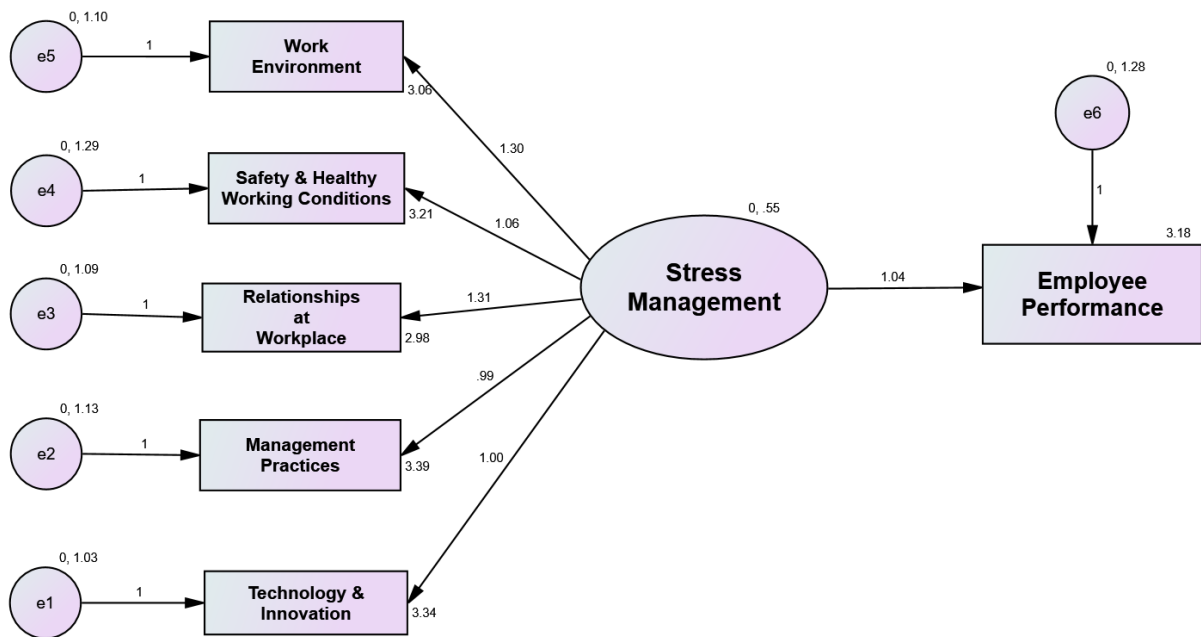 0, 1.10
e5
1
Work
Environment
3.06
0, 1.29
e4
1
Safety & Healthy
Working Conditions
3.21
0, 1.09
e3
1
Relationships
at
Workplace
2.98
0, 1.13
e2
1
Management
Practices
3.39
0, 1.03
e1
1
Technology &
Innovation
3.34
1.30
1.06
1.31
.99
1.00
0, .55
Stress
Management
1.04
0, 1.28
e6
1
3.18
Employee
Performance